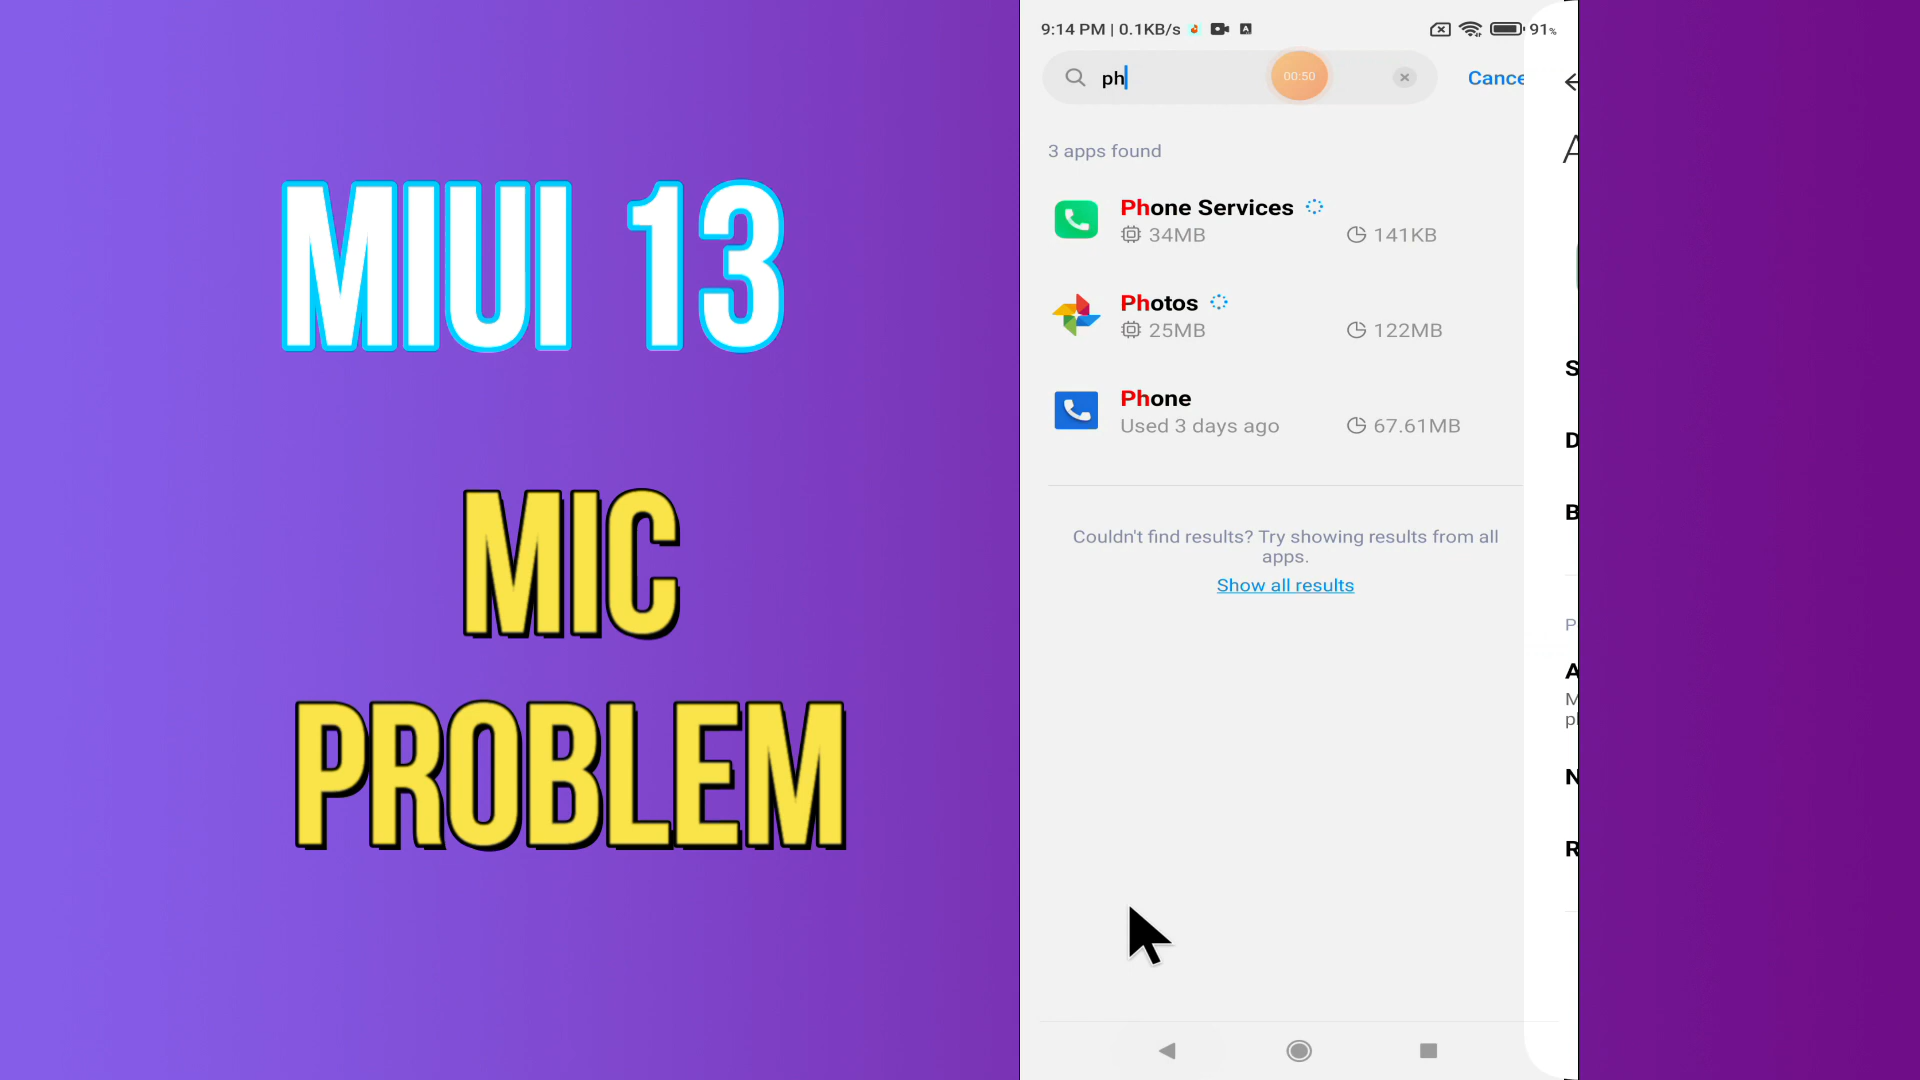 MIUI 13
MIC
PROBLEM
9:14 PM | 0.1KB/s
91%
ph
00:50
Cance
3 apps found
Phone Services
34MB
141KB
Photos
25MB
122MB
Phone
Used 3 days ago
67.61MB
Couldn't find results? Try showing results from all
apps.
Show all results
A
S
D
B
P
A
M
pl
N
R